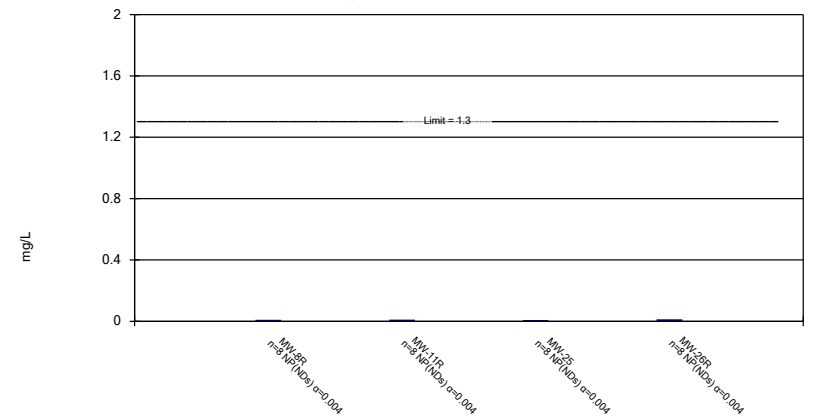 2
1.6
Limit = 1.3
1.2
0.8
mg/L
0.4
0
MW-8R
n=8 NP(NDs) α=0.004
MW-11R
n=8 NP(NDs) α=0.004
MW-25
n=8 NP(NDs) α=0.004
MW-26R
n=8 NP(NDs) α=0.004